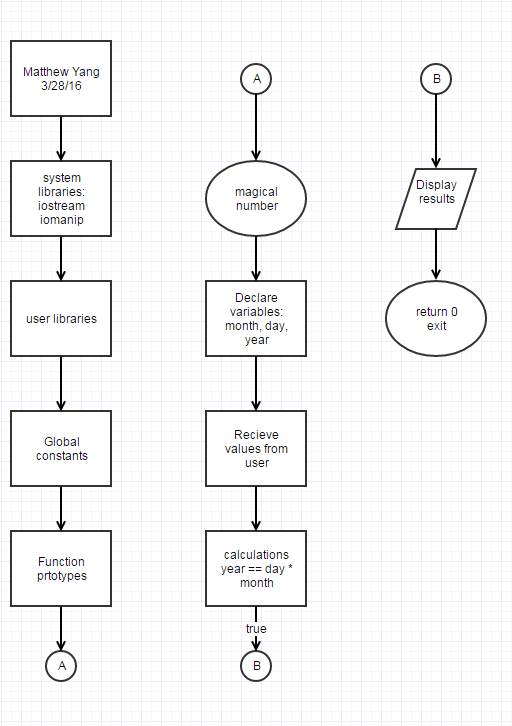 Matthew Yang
3/28/16
system
libraries:
iostream
iomanip
user libraries
Global
constants
Function
prtotypes
A
A
magical
number
Declare
variables:
month, day,
year
Recieve
values from
user
calculations
year == day *
month
true
B
B
Display
results
return 0
exit